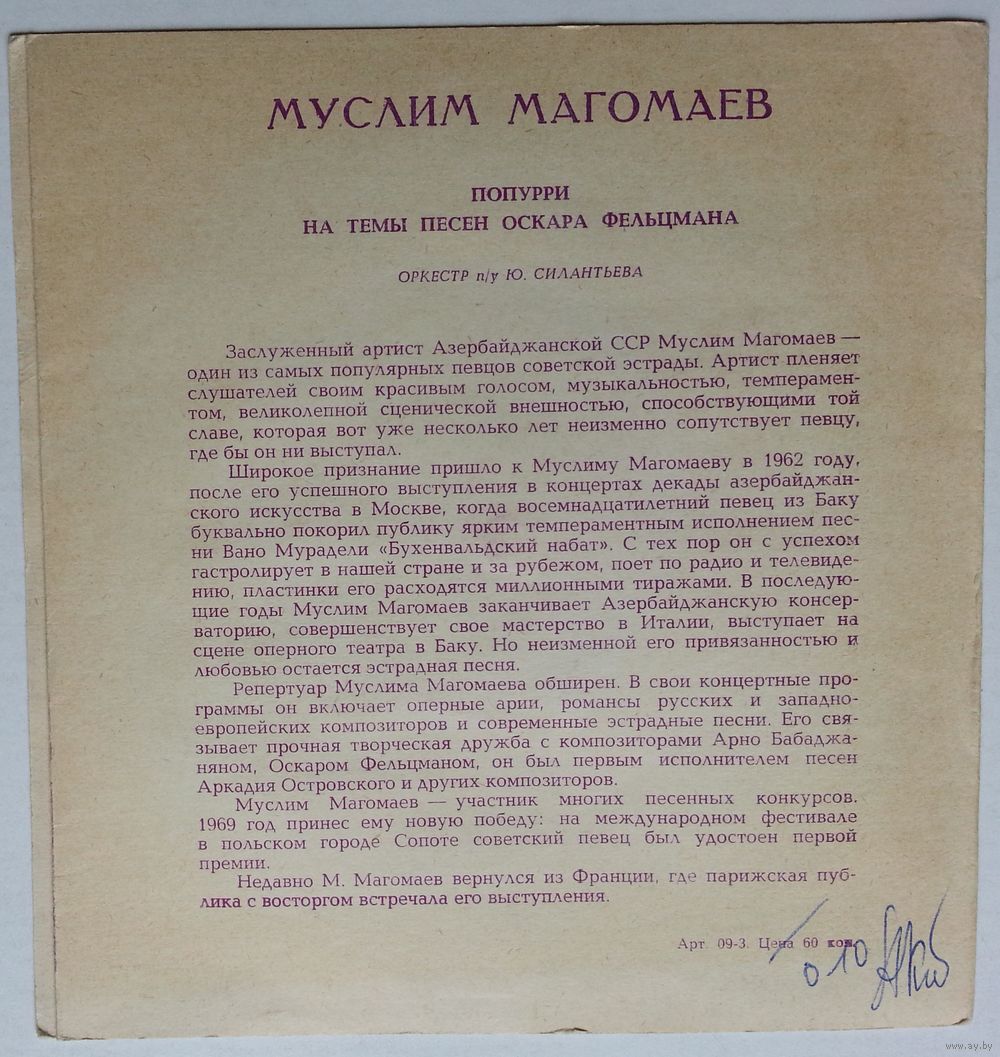 МУСЛИМ МАГОМАЕВ
ПОПУРРИ
НА ТЕМЫ ПЕСЕН ОСКАРА ФЕЛЬЦМАНА
ОРКЕСТР п/у Ю. СИЛАНТЬЕВА
Заслуженный артист Азербайджанской ССР Муслим Магомаев —
один из самых популярных певцов советской эстрады. Артист пленяет
слушателей своим красивым голосом, музыкальностью, темперамен-
том, великолепной сценической внешностью, способствующими той
славе, которая вот уже несколько лет неизменно сопутствует певцу,
где бы он ни выступал.
Широкое признание пришло к Муслиму Магомаеву в 1962 году,
после его успешного выступления в концертах декады азербайджан-
ского искусства в Москве, когда восемнадцатилетний певец из Баку
буквально покорил публику ярким темпераментным исполнением пес-
ни Вано Мурадели «Бухенвальдский набат». С тех пор он с успехом
гастролирует в нашей стране и за рубежом, поет по радио и телевиде-
нию, пластинки его расходятся миллионными тиражами. В последую-
щие годы Муслим Магомаев заканчивает Азербайджанскую консер-
ваторию, совершенствует свое мастерство в Италии, выступает на
сцене оперного театра в Баку. Но неизменной его привязанностью и
любовью остается эстрадная песня.
Репертуар Муслима Магомаева обширен. В свои концертные про-
граммы он включает оперные арии, романсы русских и западно-
европейских композиторов и современные эстрадные песни. Его свя-
зывает прочная творческая дружба с композиторами Арно Бабаджа-
няном, Оскаром Фельцманом, он был первым исполнителем песен
Аркадия Островского и других композиторов.
Муслим Магомаев — участник многих песенных конкурсов.
1969 год принес ему новую победу: на международном фестивале
в польском городе Сопоте советский певец был удостоен первой
премии.
Недавно М. Магомаев вернулся из Франции, где парижская пуб-
лика с восторгом встречала его выступления.
Арт. 09-3. Цена 60 коп.
0 10
www.ay.by